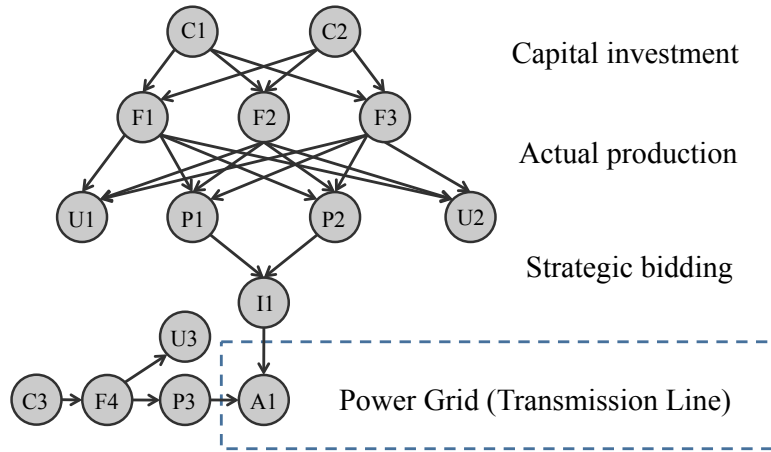 C1 C2
Capital investment
F1 F2 F3
Actual production
U1 P1 P2 U2
Strategic bidding
I1
U3
C3 F4 P3 A1 Power Grid (Transmission Line)